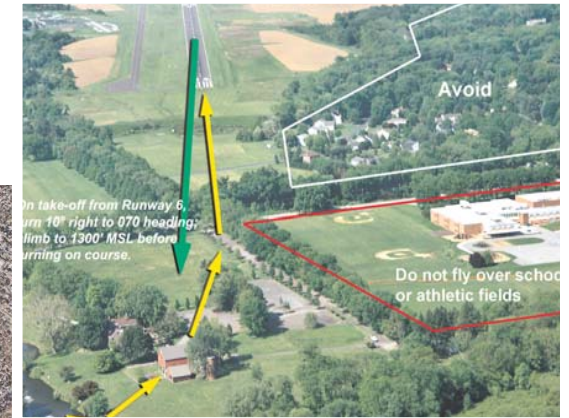 Avoid
On take-off from Runway 6,
turn 10° right to 070 heading;
climb to 1300' MSL before
turning on course.
Do not fly over school
or athletic fields